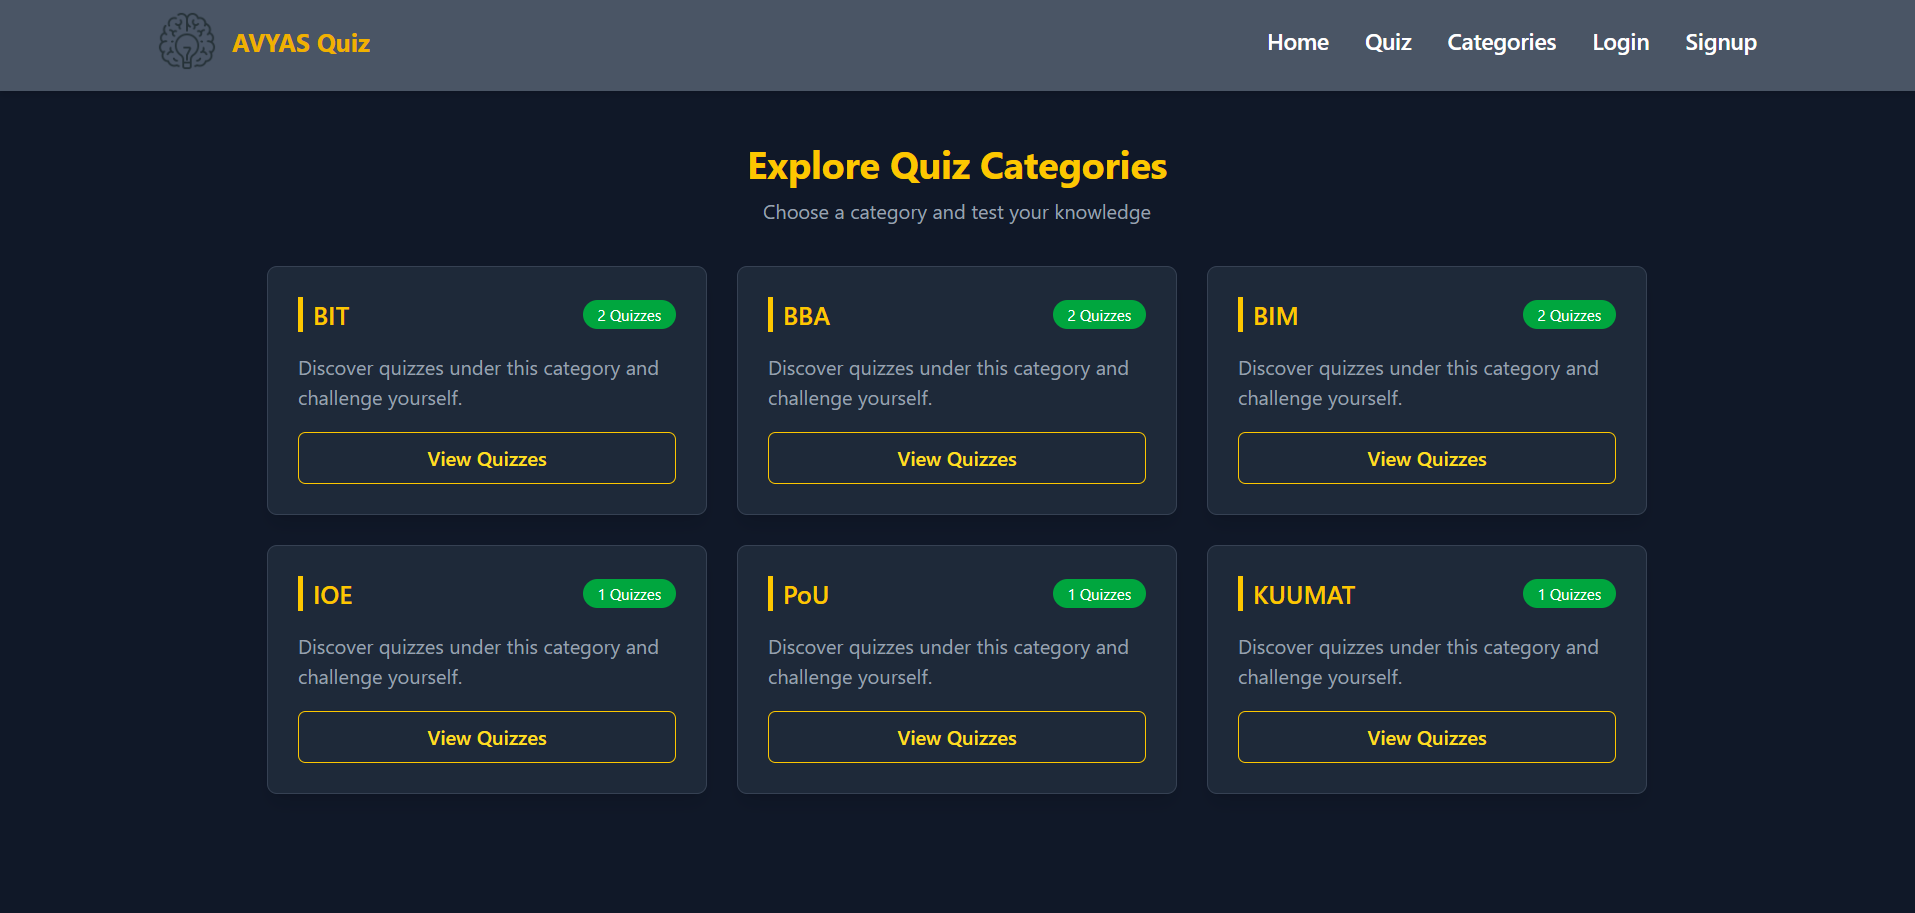 AVYAS Quiz
Home
Quiz
Categories
Login
Signup
Explore Quiz Categories
Choose a category and test your knowledge
BIT
2 Quizzes
Discover quizzes under this category and
challenge yourself.
View Quizzes
BBA
2 Quizzes
Discover quizzes under this category and
challenge yourself.
View Quizzes
BIM
2 Quizzes
Discover quizzes under this category and
challenge yourself.
View Quizzes
IOE
1 Quizzes
Discover quizzes under this category and
challenge yourself.
View Quizzes
PoU
1 Quizzes
Discover quizzes under this category and
challenge yourself.
View Quizzes
KUUMAT
1 Quizzes
Discover quizzes under this category and
challenge yourself.
View Quizzes